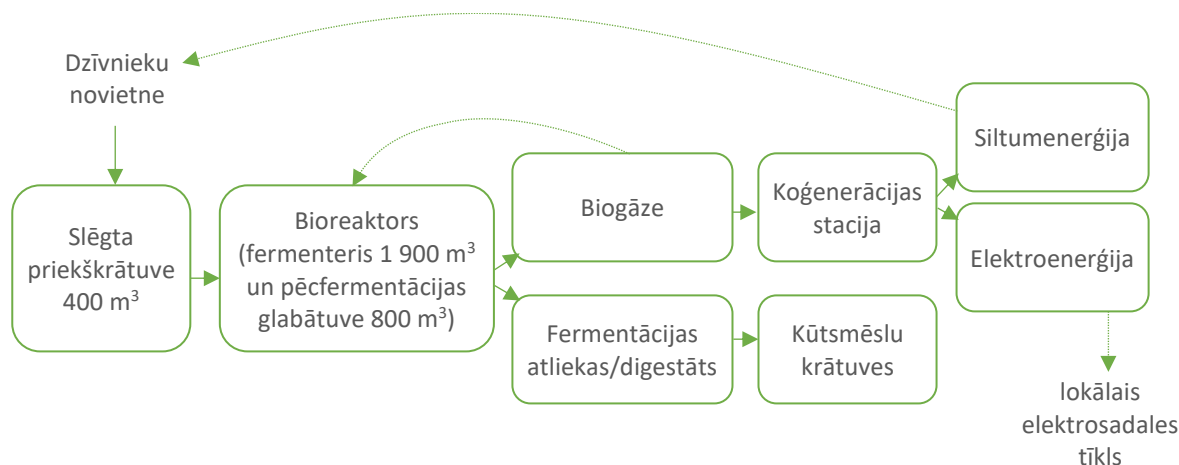 Dzīvnieku
novietne
Slēgta
priekškrātuve
400 m³
Bioreaktors
(fermenteris 1 900 m³
un pēcfermentācijas
glabātuve 800 m³)
Biogāze
Fermentācijas
atliekas/digestāts
Koģenerācijas
stacija
Kūtsmēslu
krātuves
Siltumenerģija
Elektroenerģija
lokālais
elektrosadales
tīkls